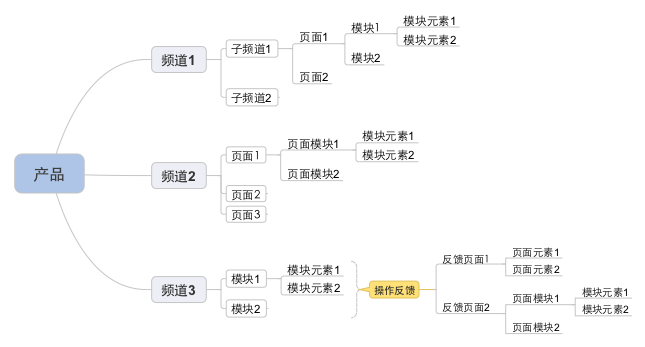 产品
频道1
子频道1
页面1
模块1
模块元素1
模块元素2
模块2
页面2
子频道2
频道2
页面1
页面模块1
模块元素1
模块元素2
页面模块2
页面2
页面3
频道3
模块1
模块元素1
模块元素2
模块2
操作反馈
反馈页面1
页面元素1
页面元素2
反馈页面2
页面模块1
模块元素1
模块元素2
页面模块2